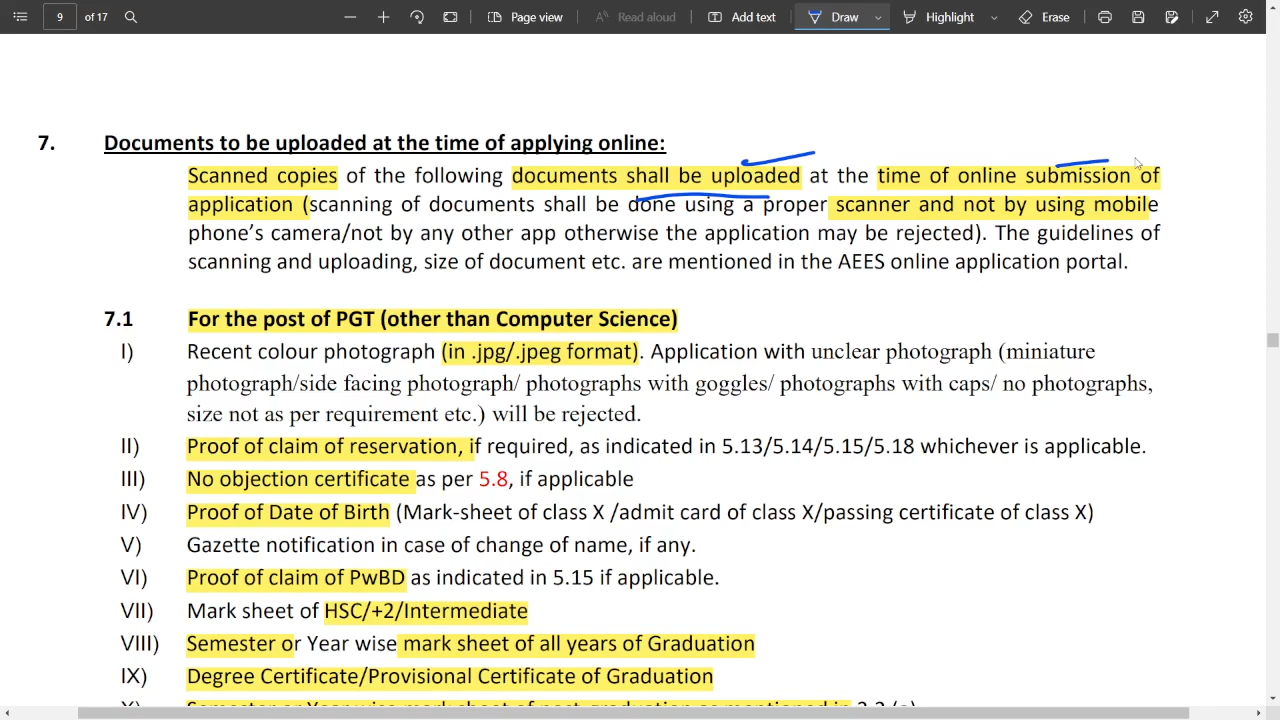 9 of 17 Page view Read aloud Add text Draw Highlight Erase
7. Documents to be uploaded at the time of applying online:
Scanned copies of the following documents shall be uploaded at the time of online submission of
application (scanning of documents shall be done using a proper scanner and not by using mobile
phone’s camera/not by any other app otherwise the application may be rejected). The guidelines of
scanning and uploading, size of document etc. are mentioned in the AEES online application portal.
7.1 For the post of PGT (other than Computer Science)
I) Recent colour photograph (in .jpg/.jpeg format). Application with unclear photograph (miniature
photograph/side facing photograph/ photographs with goggles/ photographs with caps/ no photographs,
size not as per requirement etc.) will be rejected.
II) Proof of claim of reservation, if required, as indicated in 5.13/5.14/5.15/5.18 whichever is applicable.
III) No objection certificate as per 5.8, if applicable
IV) Proof of Date of Birth (Mark-sheet of class X /admit card of class X/passing certificate of class X)
V) Gazette notification in case of change of name, if any.
VI) Proof of claim of PwBD as indicated in 5.15 if applicable.
VII) Mark sheet of HSC/+2/Intermediate
VIII) Semester or Year wise mark sheet of all years of Graduation
IX) Degree Certificate/Provisional Certificate of Graduation
X) Semester or Year wise mark sheet of post-graduation as mentioned in